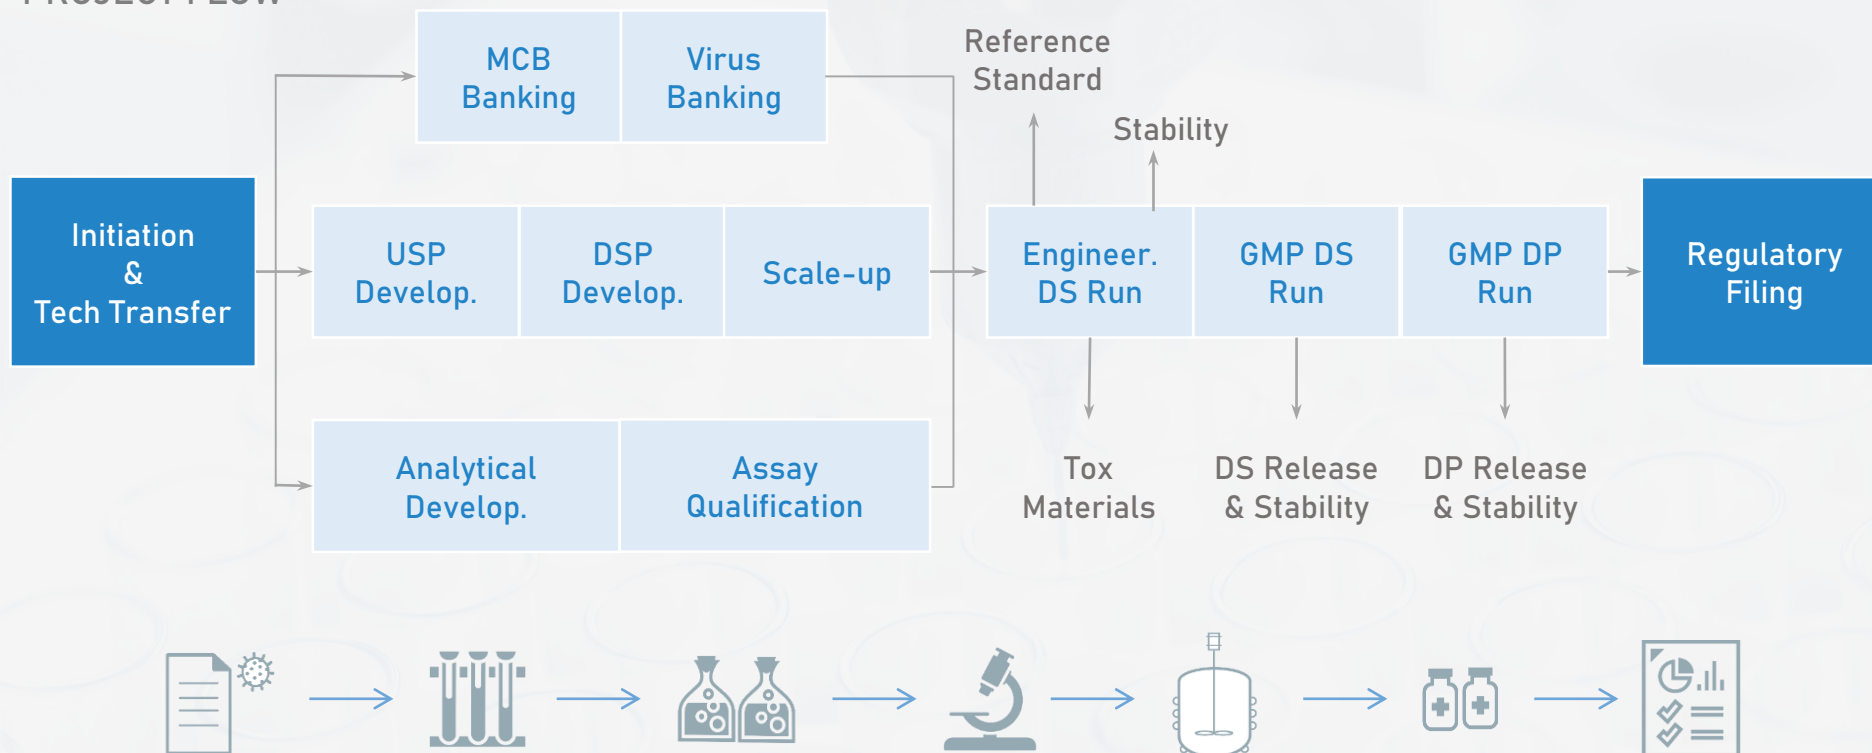 PROJECT FLOW
MCB
Banking
Virus
Banking
Reference
Standard
Stability
Initiation
&
Tech Transfer
USP
Develop.
DSP
Develop.
Scale-up
Engineer.
DS Run
GMP DS
Run
GMP DP
Run
Regulatory
Filing
Analytical
Develop.
Assay
Qualification
Tox
Materials
DS Release
& Stability
DP Release
& Stability